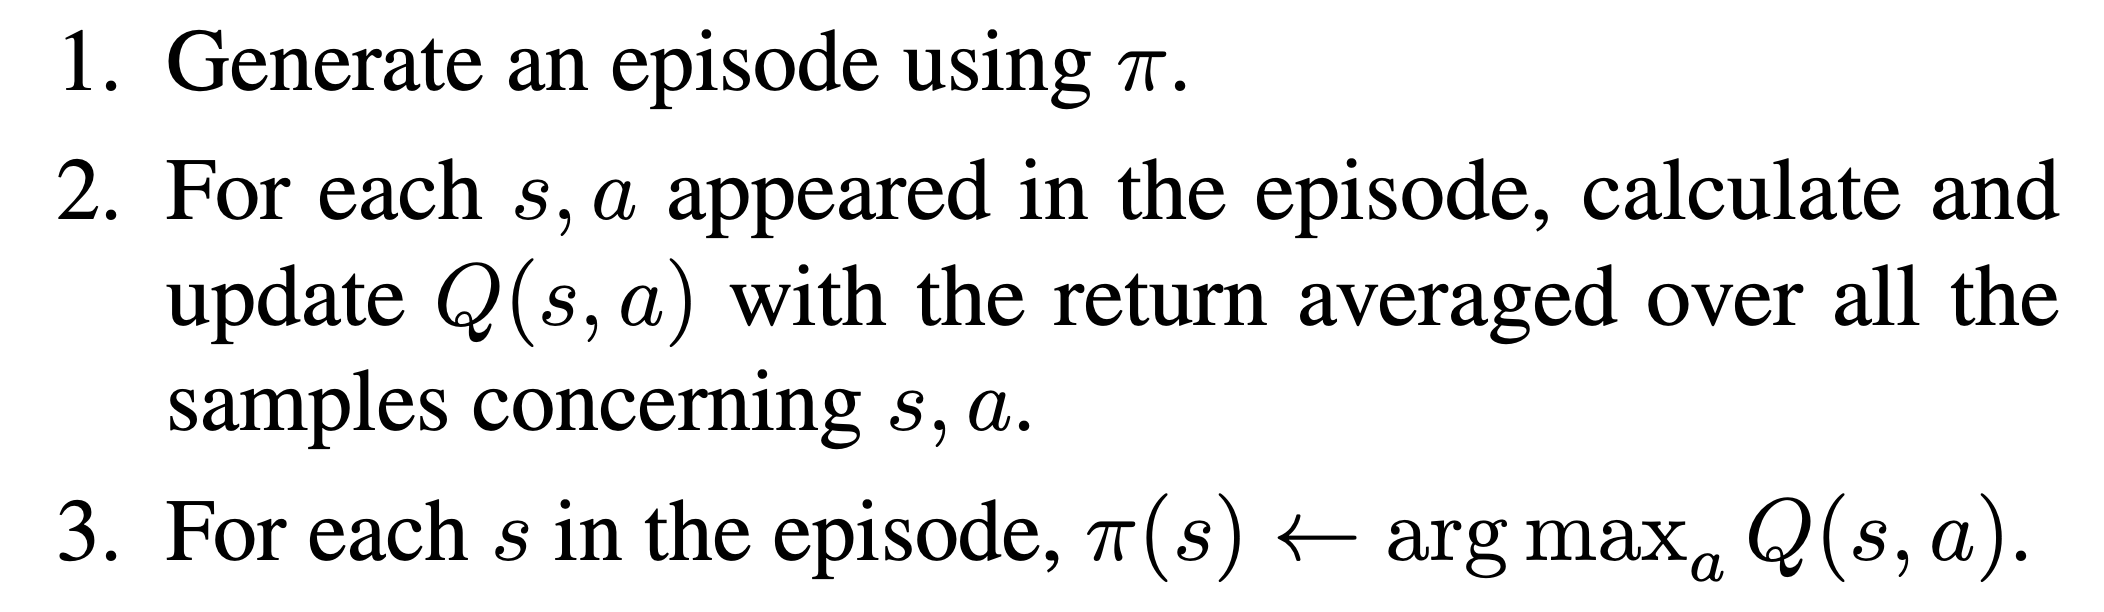 1. Generate an episode using π.
2. For each s, a appeared in the episode, calculate and
update Q(s, a) with the return averaged over all the
samples concerning s, a.
3. For each s in the episode, π(s) ← arg maxₐ Q(s, a).